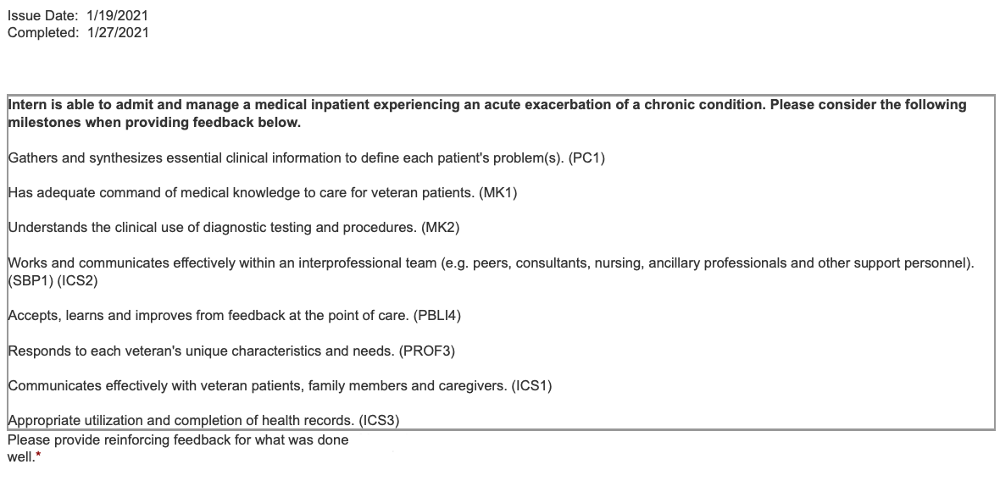 Issue Date:  1/19/2021
Completed:  1/27/2021
Intern is able to admit and manage a medical inpatient experiencing an acute exacerbation of a chronic condition. Please consider the following
milestones when providing feedback below.
Gathers and synthesizes essential clinical information to define each patient's problem(s). (PC1)
Has adequate command of medical knowledge to care for veteran patients. (MK1)
Understands the clinical use of diagnostic testing and procedures. (MK2)
Works and communicates effectively within an interprofessional team (e.g. peers, consultants, nursing, ancillary professionals and other support personnel).
(SBP1) (ICS2)
Accepts, learns and improves from feedback at the point of care. (PBLI4)
Responds to each veteran's unique characteristics and needs. (PROF3)
Communicates effectively with veteran patients, family members and caregivers. (ICS1)
Appropriate utilization and completion of health records. (ICS3)
Please provide reinforcing feedback for what was done
well.*